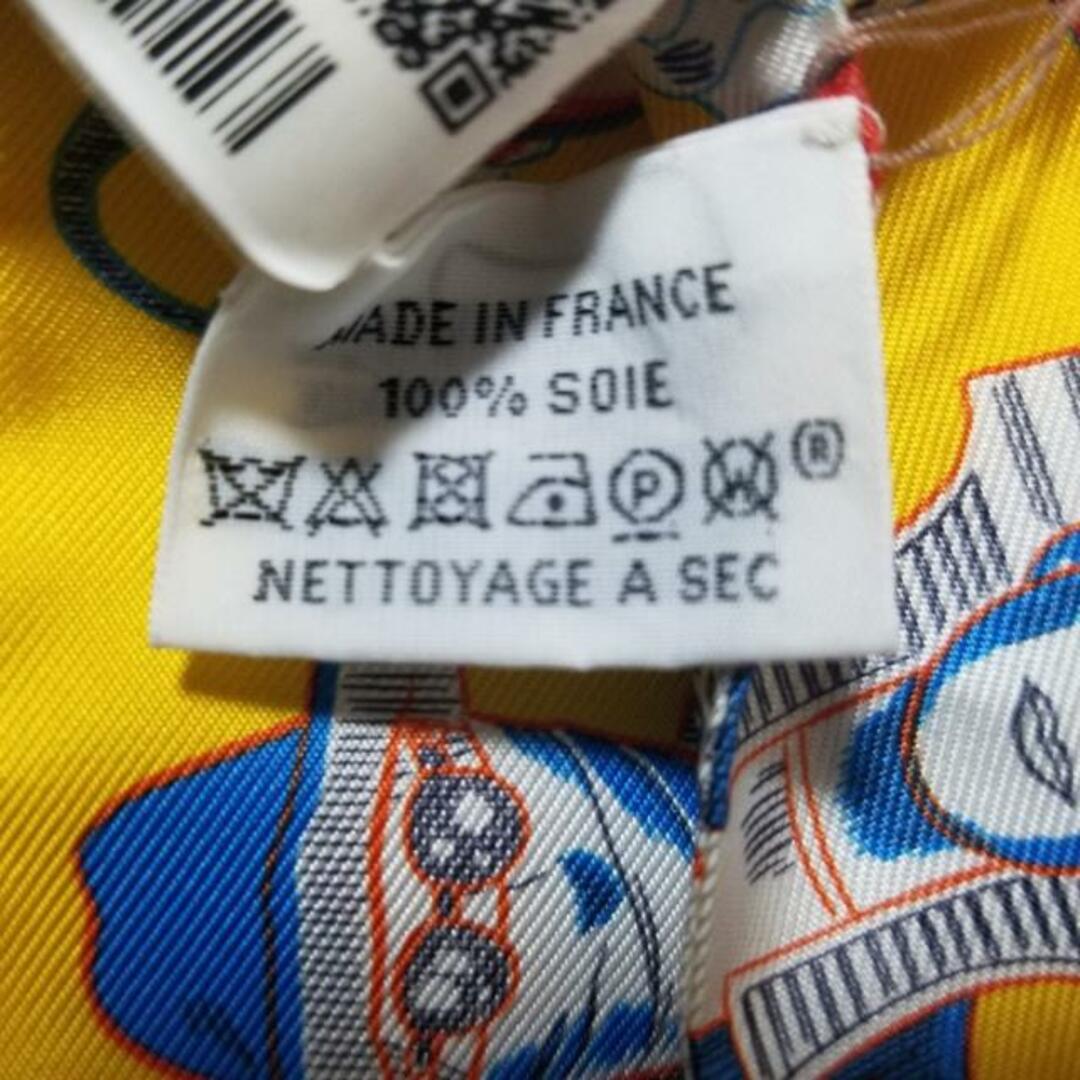 MADE IN FRANCE
100% SOIE
P W ®
NETTOYAGE A SEC